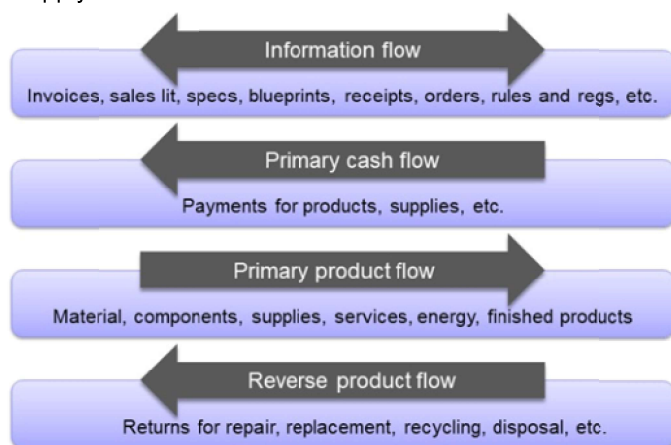 Information flow
Invoices, sales lit, specs, blueprints, receipts, orders, rules and regs, etc.
Primary cash flow
Payments for products, supplies, etc.
Primary product flow
Material, components, supplies, services, energy, finished products
Reverse product flow
Returns for repair, replacement, recycling, disposal, etc.